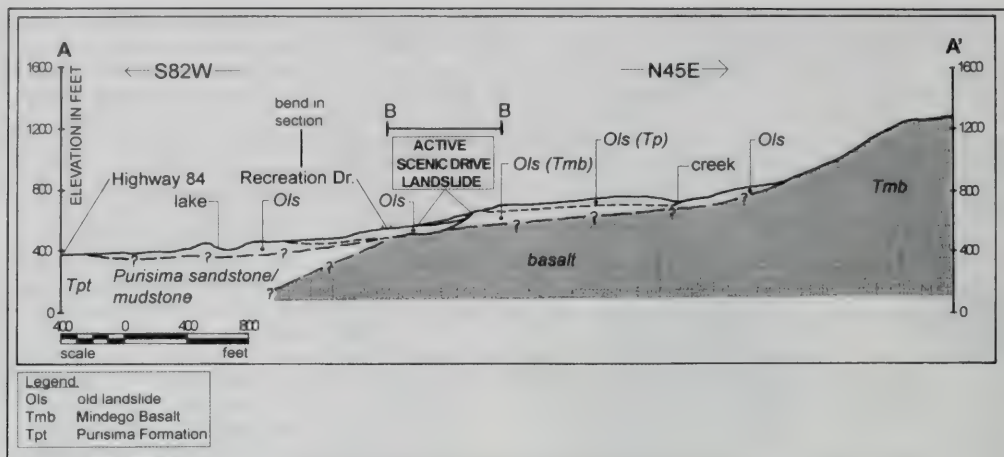 A
A'
1600
1200
800
400
0
ELEVATION IN FEET
S82W
N45E
1600
1200
800
400
0
bend in
section
B
B
ACTIVE
SCENIC DRIVE
LANDSLIDE
Highway 84
lake
Ols
Recreation Dr.
Ols
Ols (Tmb)
Ols (Tp)
creek
Ols
Tmb
basalt
Tpt
Purisima sandstone/
mudstone
? ? ? ? ? ? ? ? ? ?
400 0 400 800
scale feet
Legend.
Ols old landslide
Tmb Mindego Basalt
Tpt Purisima Formation